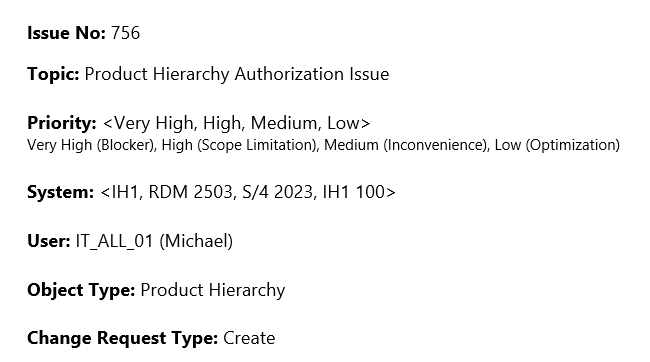 Issue No: 756
Topic: Product Hierarchy Authorization Issue
Priority: <Very High, High, Medium, Low>
Very High (Blocker), High (Scope Limitation), Medium (Inconvenience), Low (Optimization)
System: <IH1, RDM 2503, S/4 2023, IH1 100>
User: IT_ALL_01 (Michael)
Object Type: Product Hierarchy
Change Request Type: Create